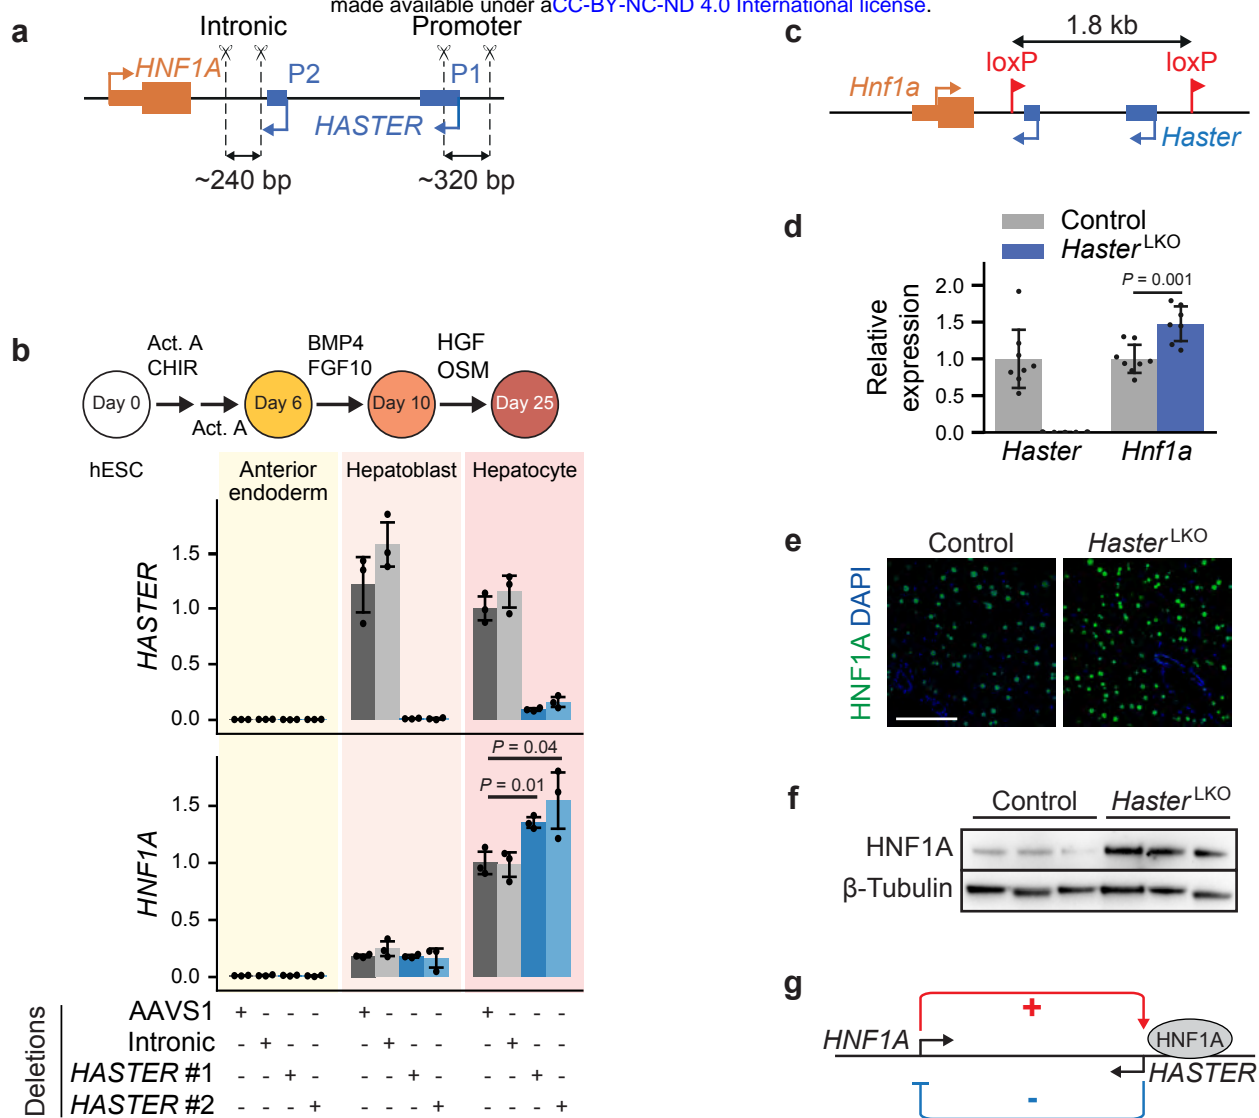 made available under aCC-BY-NC-ND 4.0 International license.
a
Intronic
Promoter
HNF1A
P2
P1
HASTER
~240 bp
~320 bp
b
Act. A
CHIR
BMP4
FGF10
HGF
OSM
Day 0
Day 6
Day 10
Day 25
Act. A
hESC
Anterior
endoderm
Hepatoblast
Hepatocyte
HASTER
1.5
1.0
0.5
0.0
HNF1A
1.5
1.0
0.5
0.0
P = 0.04
P = 0.01
Deletions
AAVS1 + - - - + - - - + - - -
Intronic - + - - - + - - - + - -
HASTER #1 - - + - - - + - - - + -
HASTER #2 - - - + - - - + - - - +
c
1.8 kb
loxP
loxP
Hnf1a
Haster
d
Control
Haster LKO
Relative
expression
2.0
1.5
1.0
0.5
0.0
P = 0.001
Haster
Hnf1a
e
Control
Haster LKO
HNF1A DAPI
f
Control
Haster LKO
HNF1A
β-Tubulin
g
+
HNF1A
HNF1A
HASTER
-